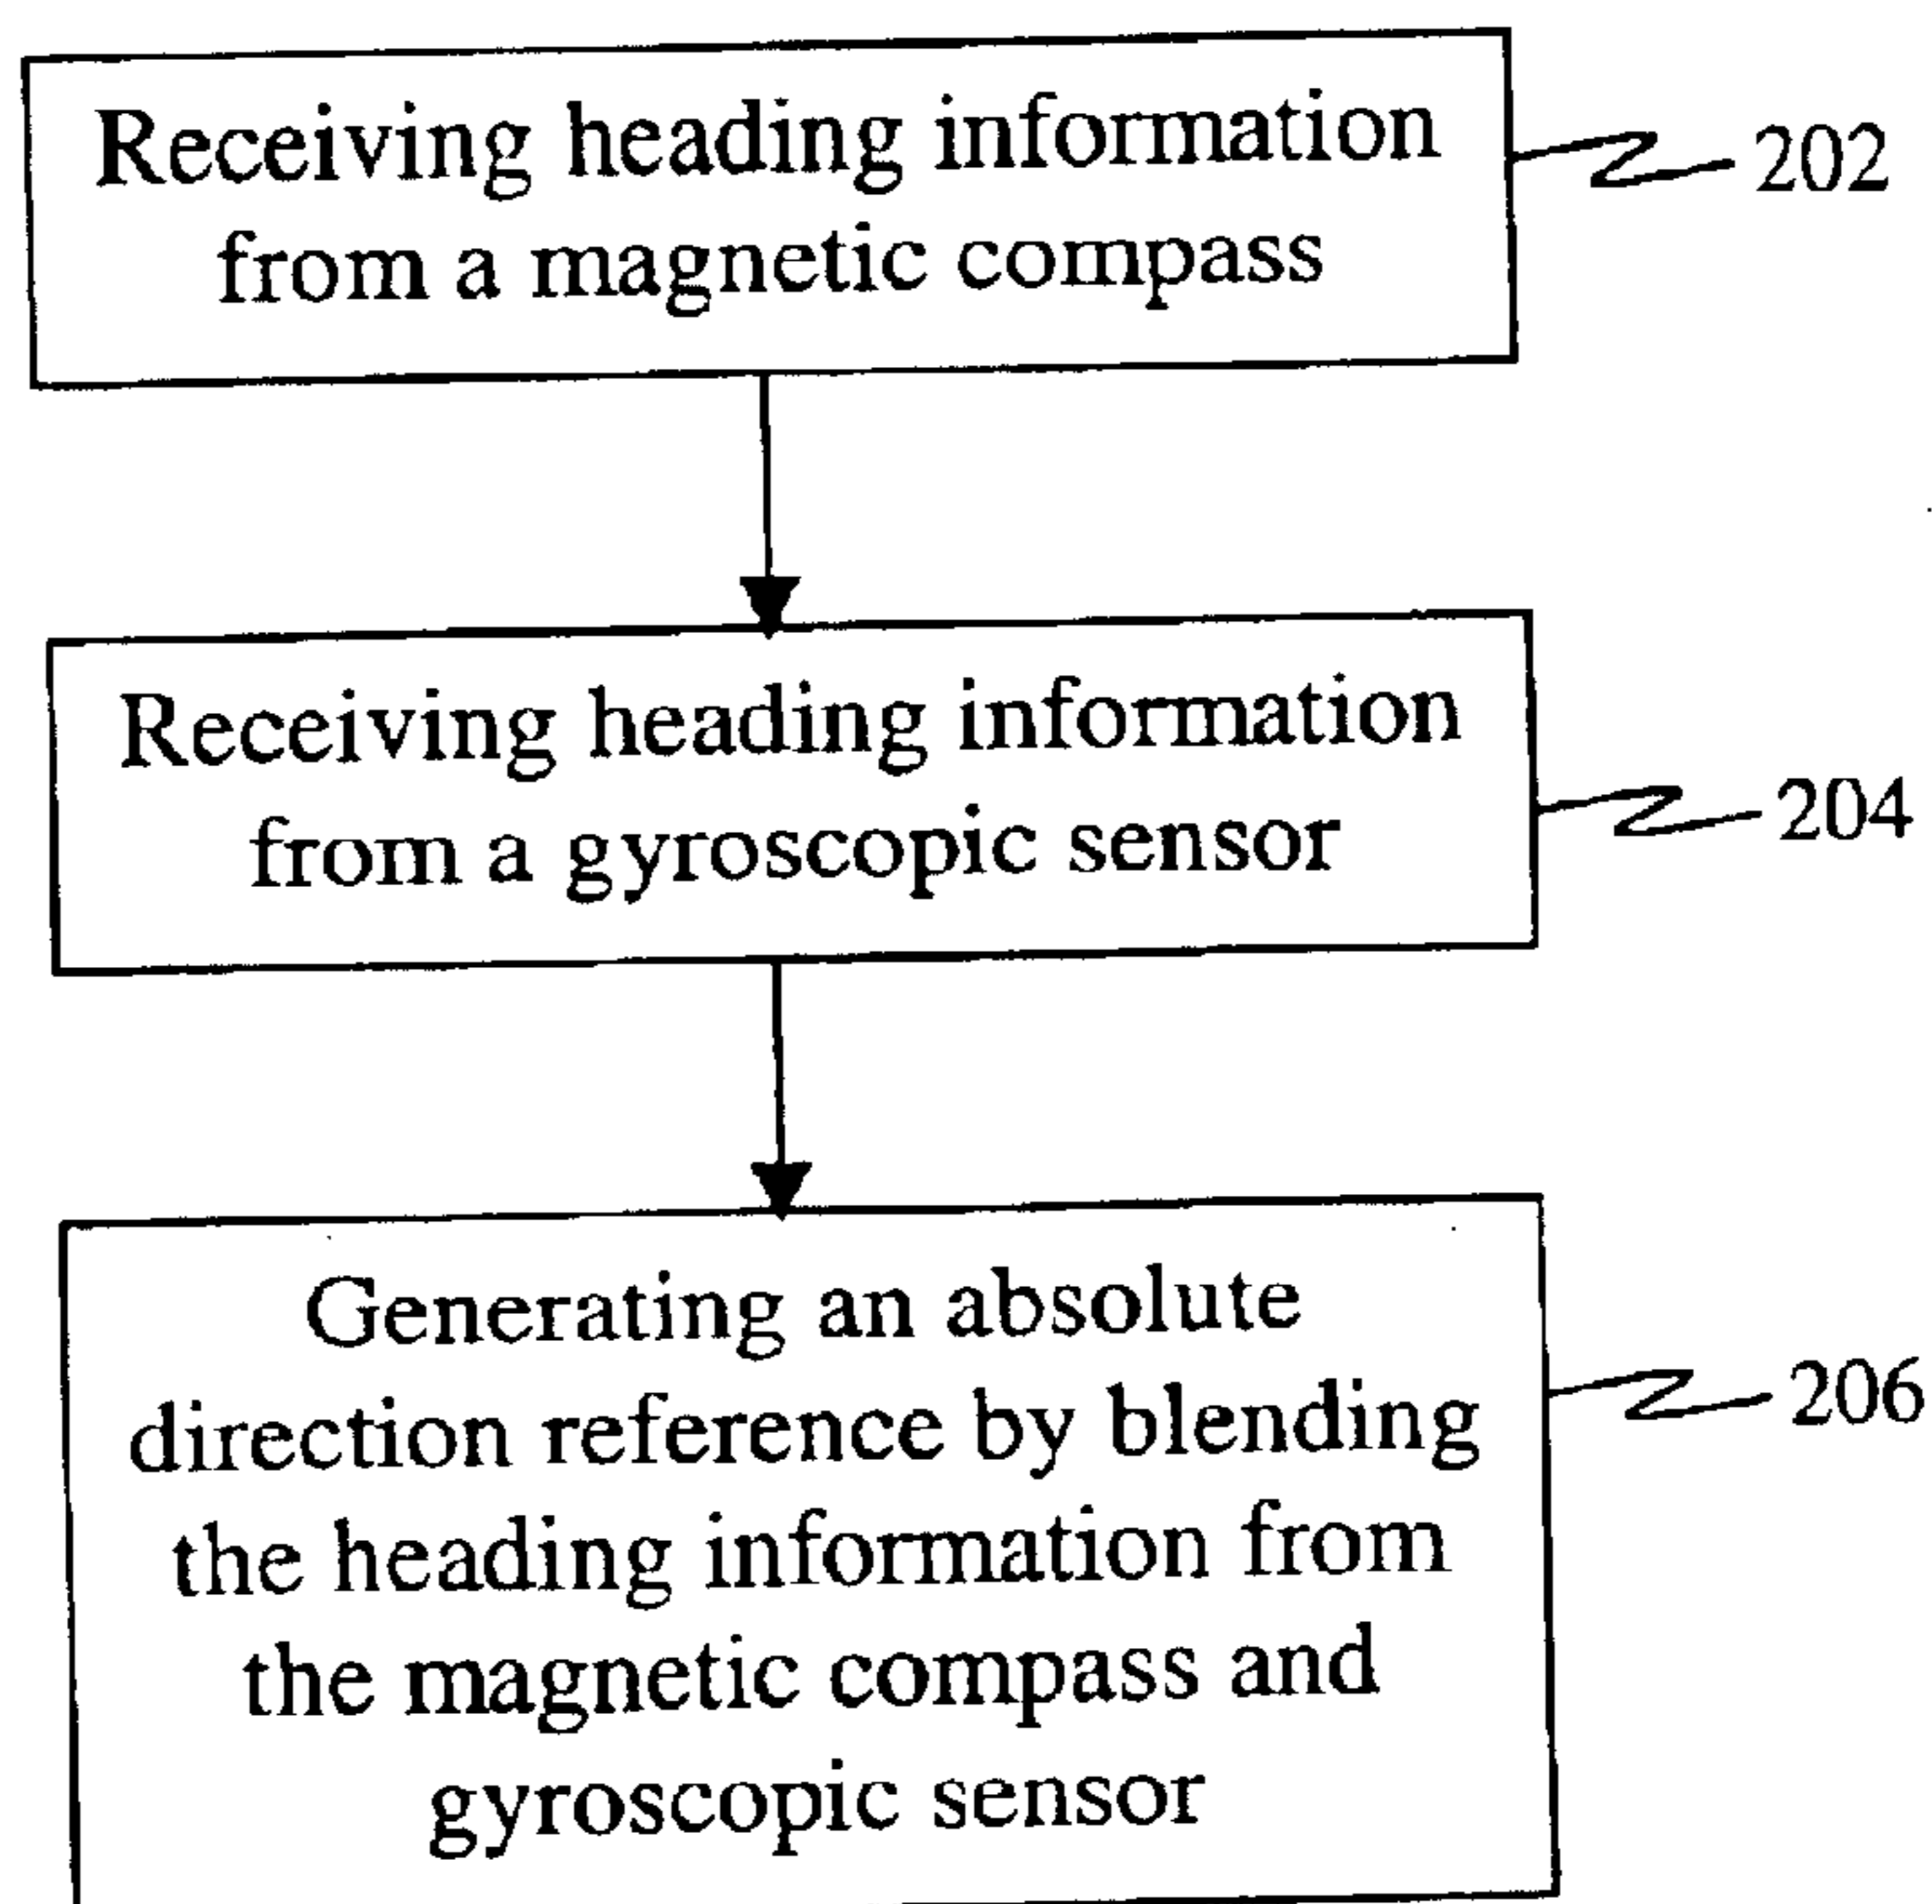 Receiving heading information
from a magnetic compass
202
Receiving heading information
from a gyroscopic sensor
204
Generating an absolute
direction reference by blending
the heading information from
the magnetic compass and
gyroscopic sensor
206